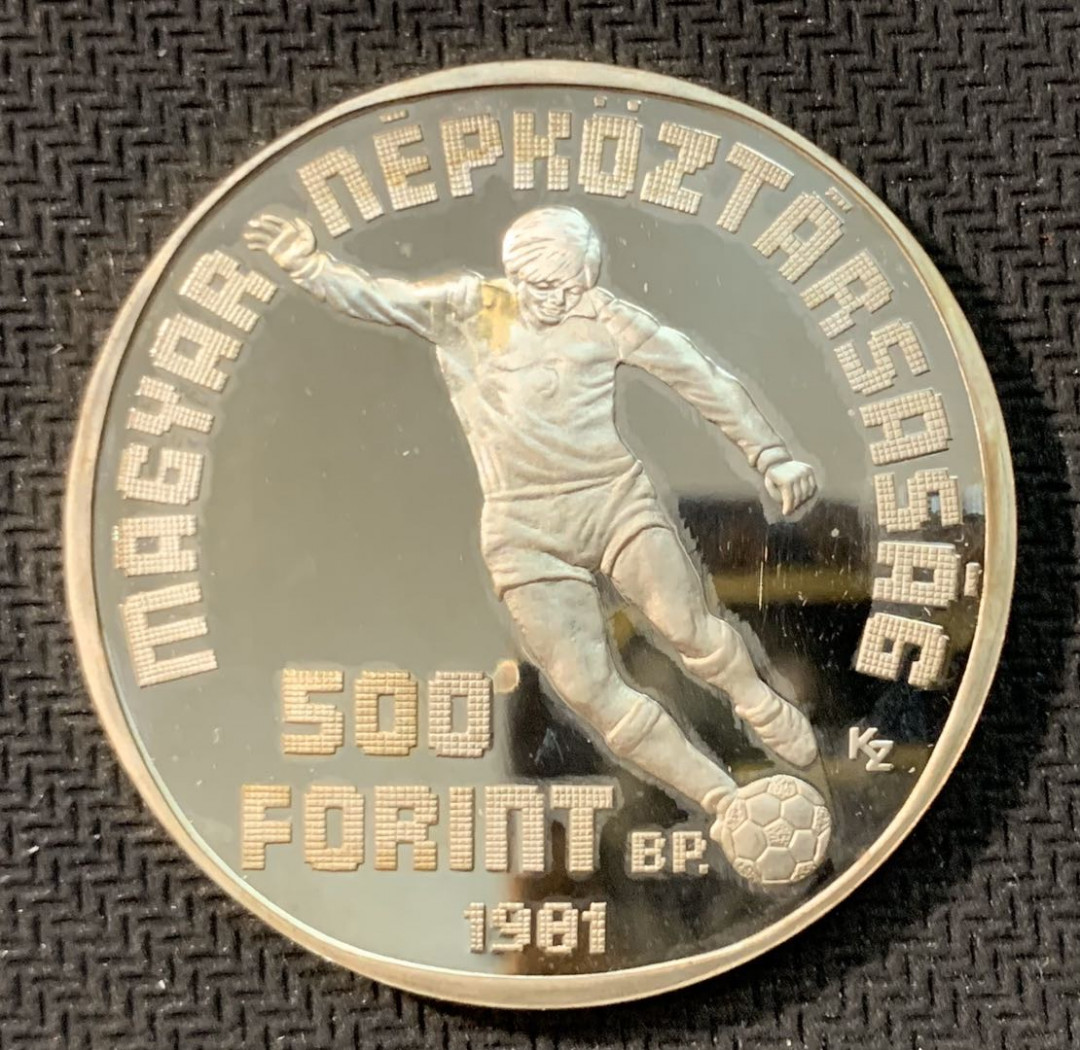 MAGYAR NÉPKÖZTÁRSASÁG
500
FORINT BP.
1981
KZ